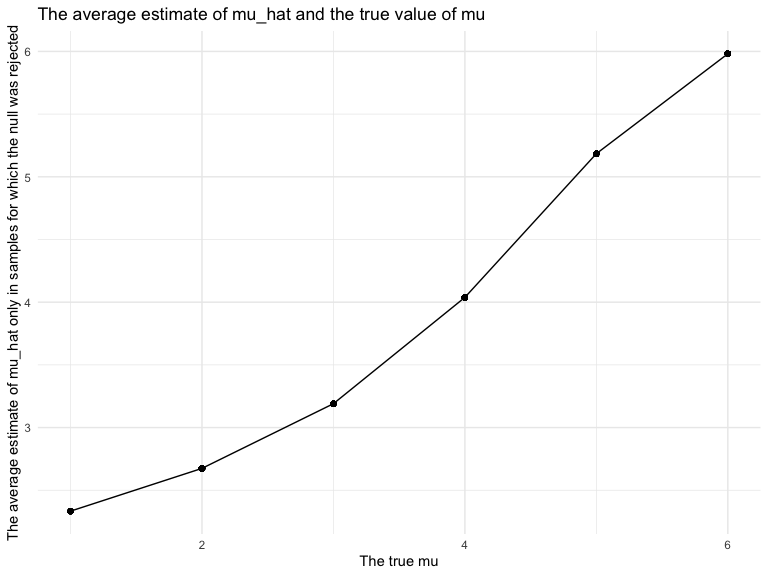 The average estimate of mu_hat and the true value of mu
The average estimate of mu_hat only in samples for which the null was rejected
6
5
4
3
2
4
6
The true mu